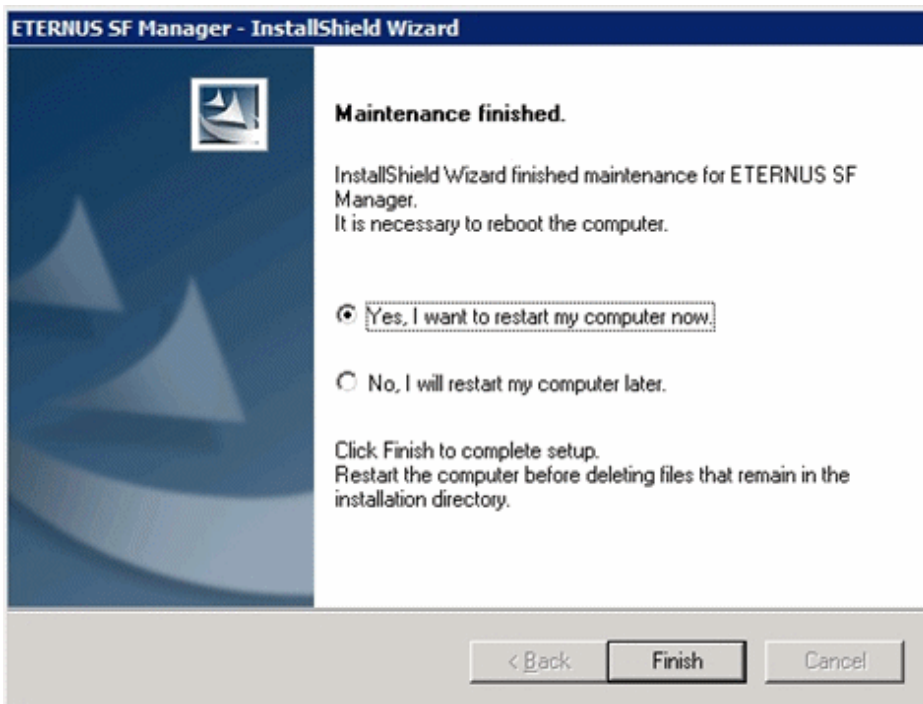 ETERNUS SF Manager - InstallShield Wizard
Maintenance finished.
InstallShield Wizard finished maintenance for ETERNUS SF
Manager.
It is necessary to reboot the computer.
Yes, I want to restart my computer now.
No, I will restart my computer later.
Click Finish to complete setup.
Restart the computer before deleting files that remain in the
installation directory.
< Back
Finish
Cancel